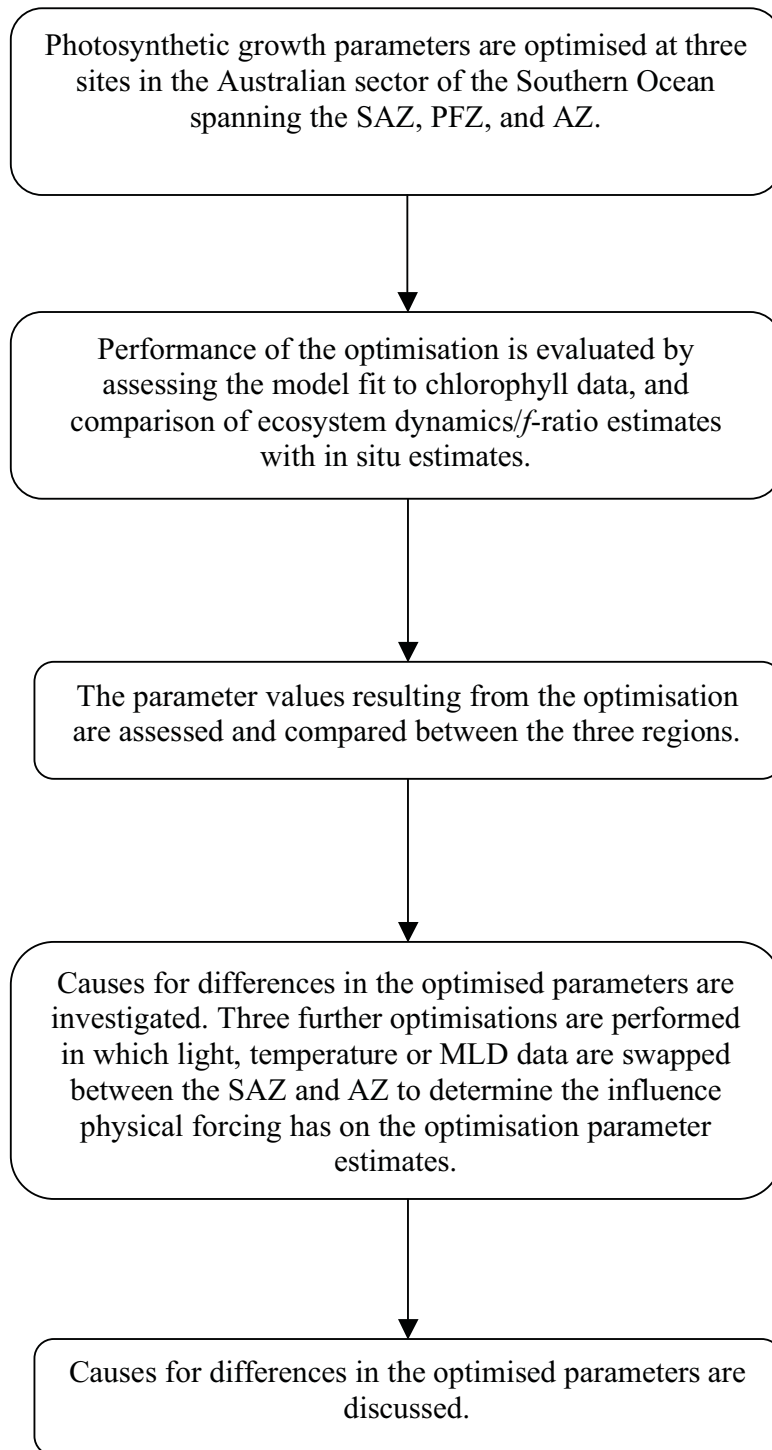 Photosynthetic growth parameters are optimised at three
sites in the Australian sector of the Southern Ocean
spanning the SAZ, PFZ, and AZ.
Performance of the optimisation is evaluated by
assessing the model fit to chlorophyll data, and
comparison of ecosystem dynamics/f-ratio estimates
with in situ estimates.
The parameter values resulting from the optimisation
are assessed and compared between the three regions.
Causes for differences in the optimised parameters are
investigated. Three further optimisations are performed
in which light, temperature or MLD data are swapped
between the SAZ and AZ to determine the influence
physical forcing has on the optimisation parameter
estimates.
Causes for differences in the optimised parameters are
discussed.